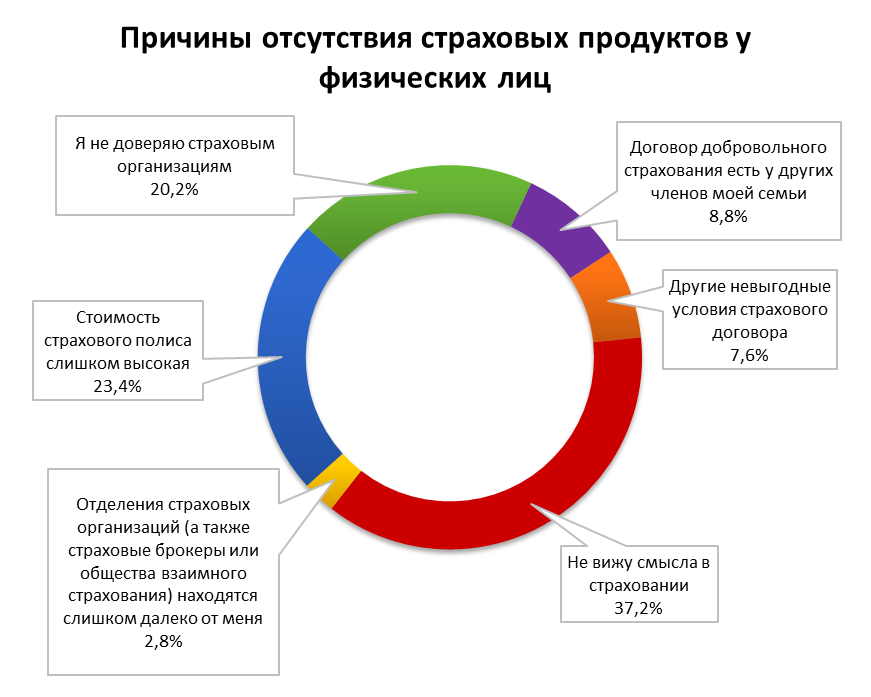 Причины отсутствия страховых продуктов у
физических лиц
Я не доверяю страховым
организациям
20,2%
Договор добровольного
страхования есть у других
членов моей семьи
8,8%
Другие невыгодные
условия страхового
договора
7,6%
Стоимость
страхового полиса
слишком высокая
23,4%
Отделения страховых
организаций (а также
страховые брокеры или
общества взаимного
страхования) находятся
слишком далеко от меня
2,8%
Не вижу смысла в
страховании
37,2%